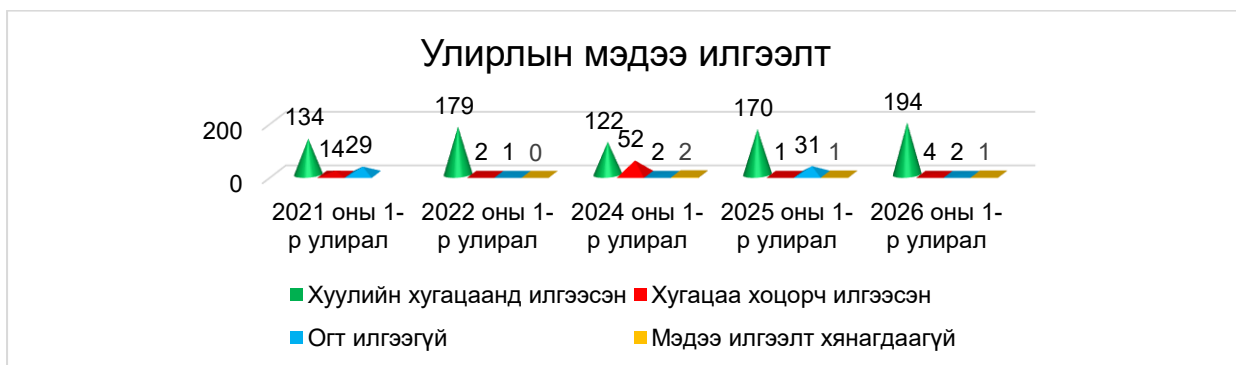 Улирлын мэдээ илгээлт
200
0
134 14 29
179 2 1 0
122 52 2 2
170 1 31 1
194 4 2 1
2021 оны 1-
р улирал
2022 оны 1-
р улирал
2024 оны 1-
р улирал
2025 оны 1-
р улирал
2026 оны 1-
р улирал
Хуулийн хугацаанд илгээсэн
Хугацаа хоцорч илгээсэн
Огт илгээгүй
Мэдээ илгээлт хянагдаагүй